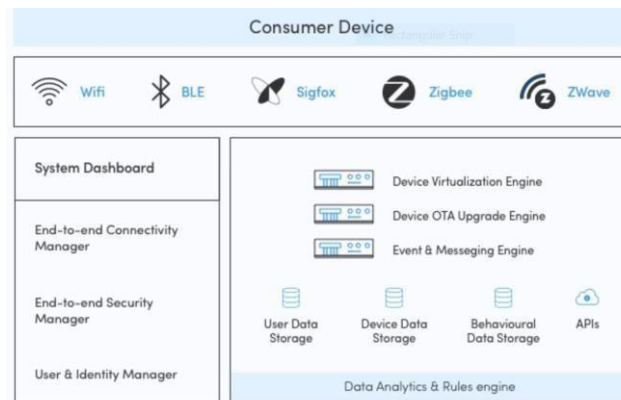 Consumer Device
Rectangular Snip
Wifi
BLE
Sigfox
Zigbee
ZWave
System Dashboard
End-to-end Connectivity
Manager
End-to-end Security
Manager
User & Identity Manager
Device Virtualization Engine
Device OTA Upgrade Engine
Event & Messeging Engine
User Data
Storage
Device Data
Storage
Behavioural
Data Storage
APIs
Data Analytics & Rules engine